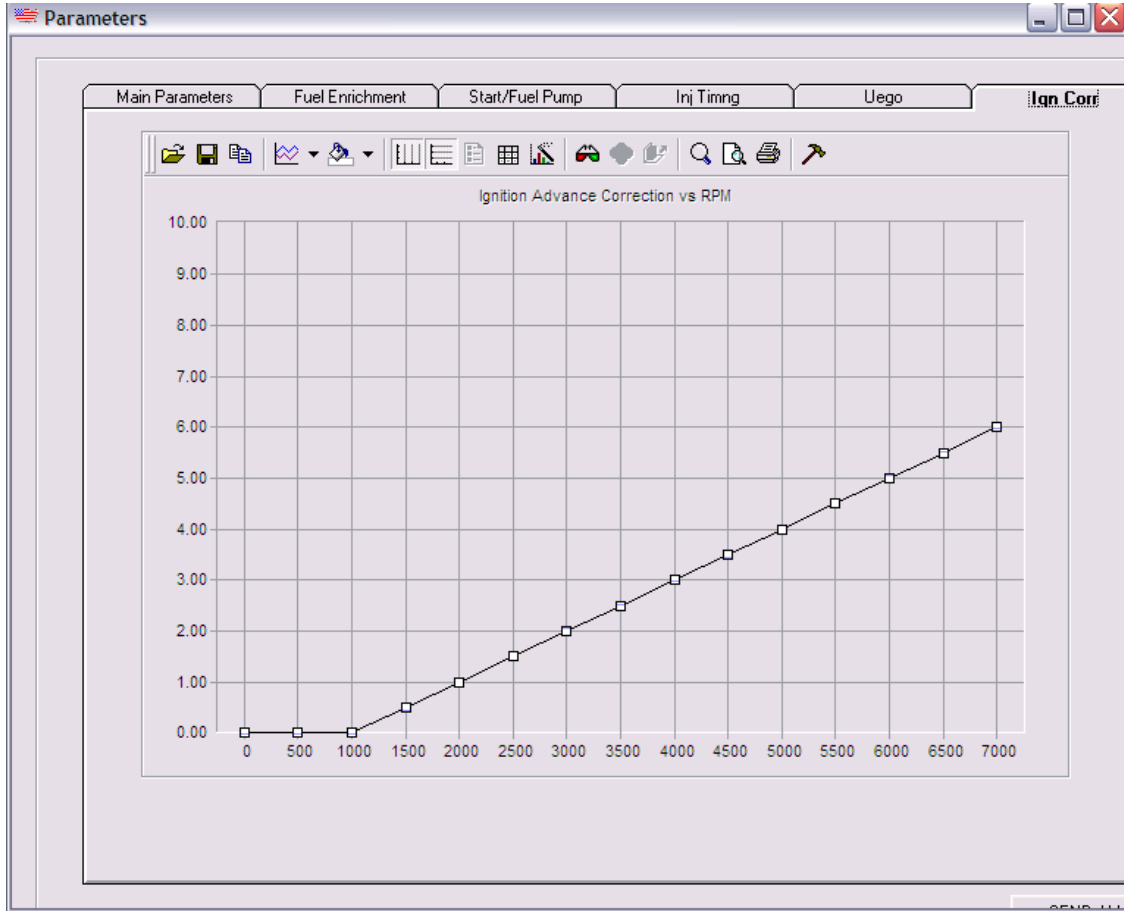 Parameters
Main Parameters Fuel Enrichment Start/Fuel Pump Inj Timng Uego Ign Corr
Ignition Advance Correction vs RPM
10.00
9.00
8.00
7.00
6.00
5.00
4.00
3.00
2.00
1.00
0.00
0 500 1000 1500 2000 2500 3000 3500 4000 4500 5000 5500 6000 6500 7000